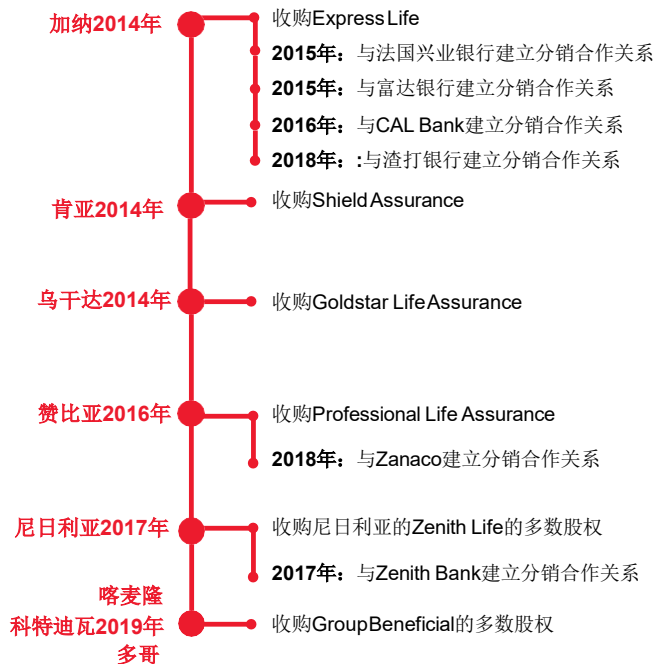 加纳2014年
收购Express Life
2015年：与法国兴业银行建立分销合作关系
2015年：与富达银行建立分销合作关系
2016年：与CAL Bank建立分销合作关系
2018年：:与渣打银行建立分销合作关系
肯亚2014年
收购Shield Assurance
乌干达2014年
收购Goldstar Life Assurance
赞比亚2016年
收购Professional Life Assurance
2018年：与Zanaco建立分销合作关系
尼日利亚2017年
收购尼日利亚的Zenith Life的多数股权
2017年：与Zenith Bank建立分销合作关系
喀麦隆
科特迪瓦2019年
多哥
收购Group Beneficial的多数股权